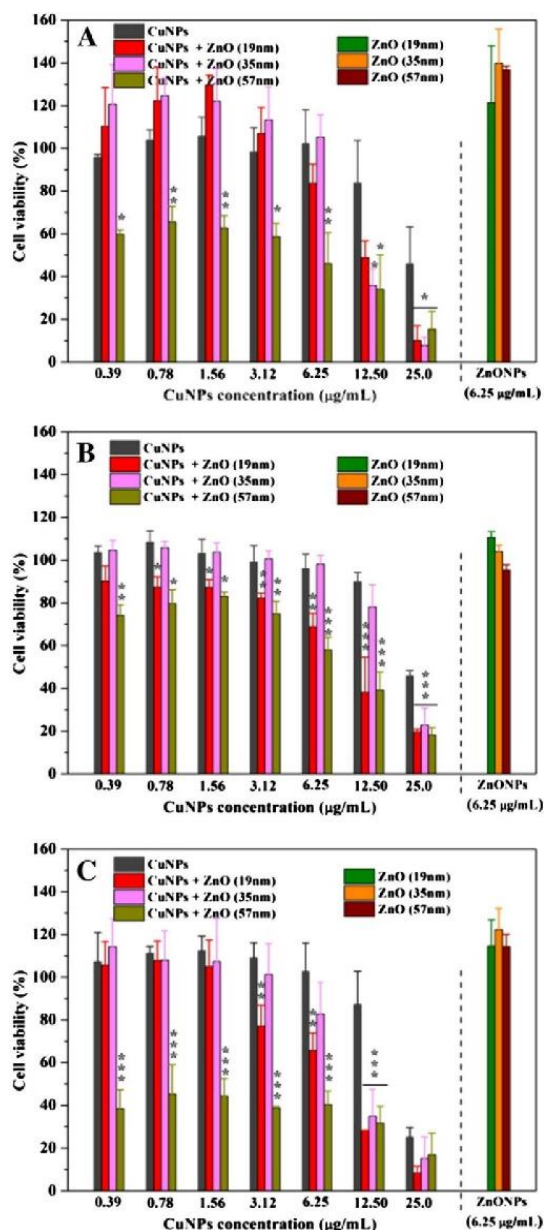 A
CuNPs
CuNPs + ZnO (19nm)
CuNPs + ZnO (35nm)
CuNPs + ZnO (57nm)
ZnO (19nm)
ZnO (35nm)
ZnO (57nm)
Cell viability (%)
160
140
120
100
80
60
40
20
0
* ** ** * ** * * *
0.39 0.78 1.56 3.12 6.25 12.50 25.0 ZnONPs
CuNPs concentration (µg/mL) (6.25 µg/mL)
B
CuNPs
CuNPs + ZnO (19nm)
CuNPs + ZnO (35nm)
CuNPs + ZnO (57nm)
ZnO (19nm)
ZnO (35nm)
ZnO (57nm)
Cell viability (%)
160
140
120
100
80
60
40
20
0
** * * * * ** ** ** *** *** *** ***
0.39 0.78 1.56 3.12 6.25 12.50 25.0 ZnONPs
CuNPs concentration (µg/mL) (6.25 µg/mL)
C
CuNPs
CuNPs + ZnO (19nm)
CuNPs + ZnO (35nm)
CuNPs + ZnO (57nm)
ZnO (19nm)
ZnO (35nm)
ZnO (57nm)
Cell viability (%)
160
140
120
100
80
60
40
20
0
*** *** *** ** *** ** *** ***
0.39 0.78 1.56 3.12 6.25 12.50 25.0 ZnONPs
CuNPs concentration (µg/mL) (6.25 µg/mL)